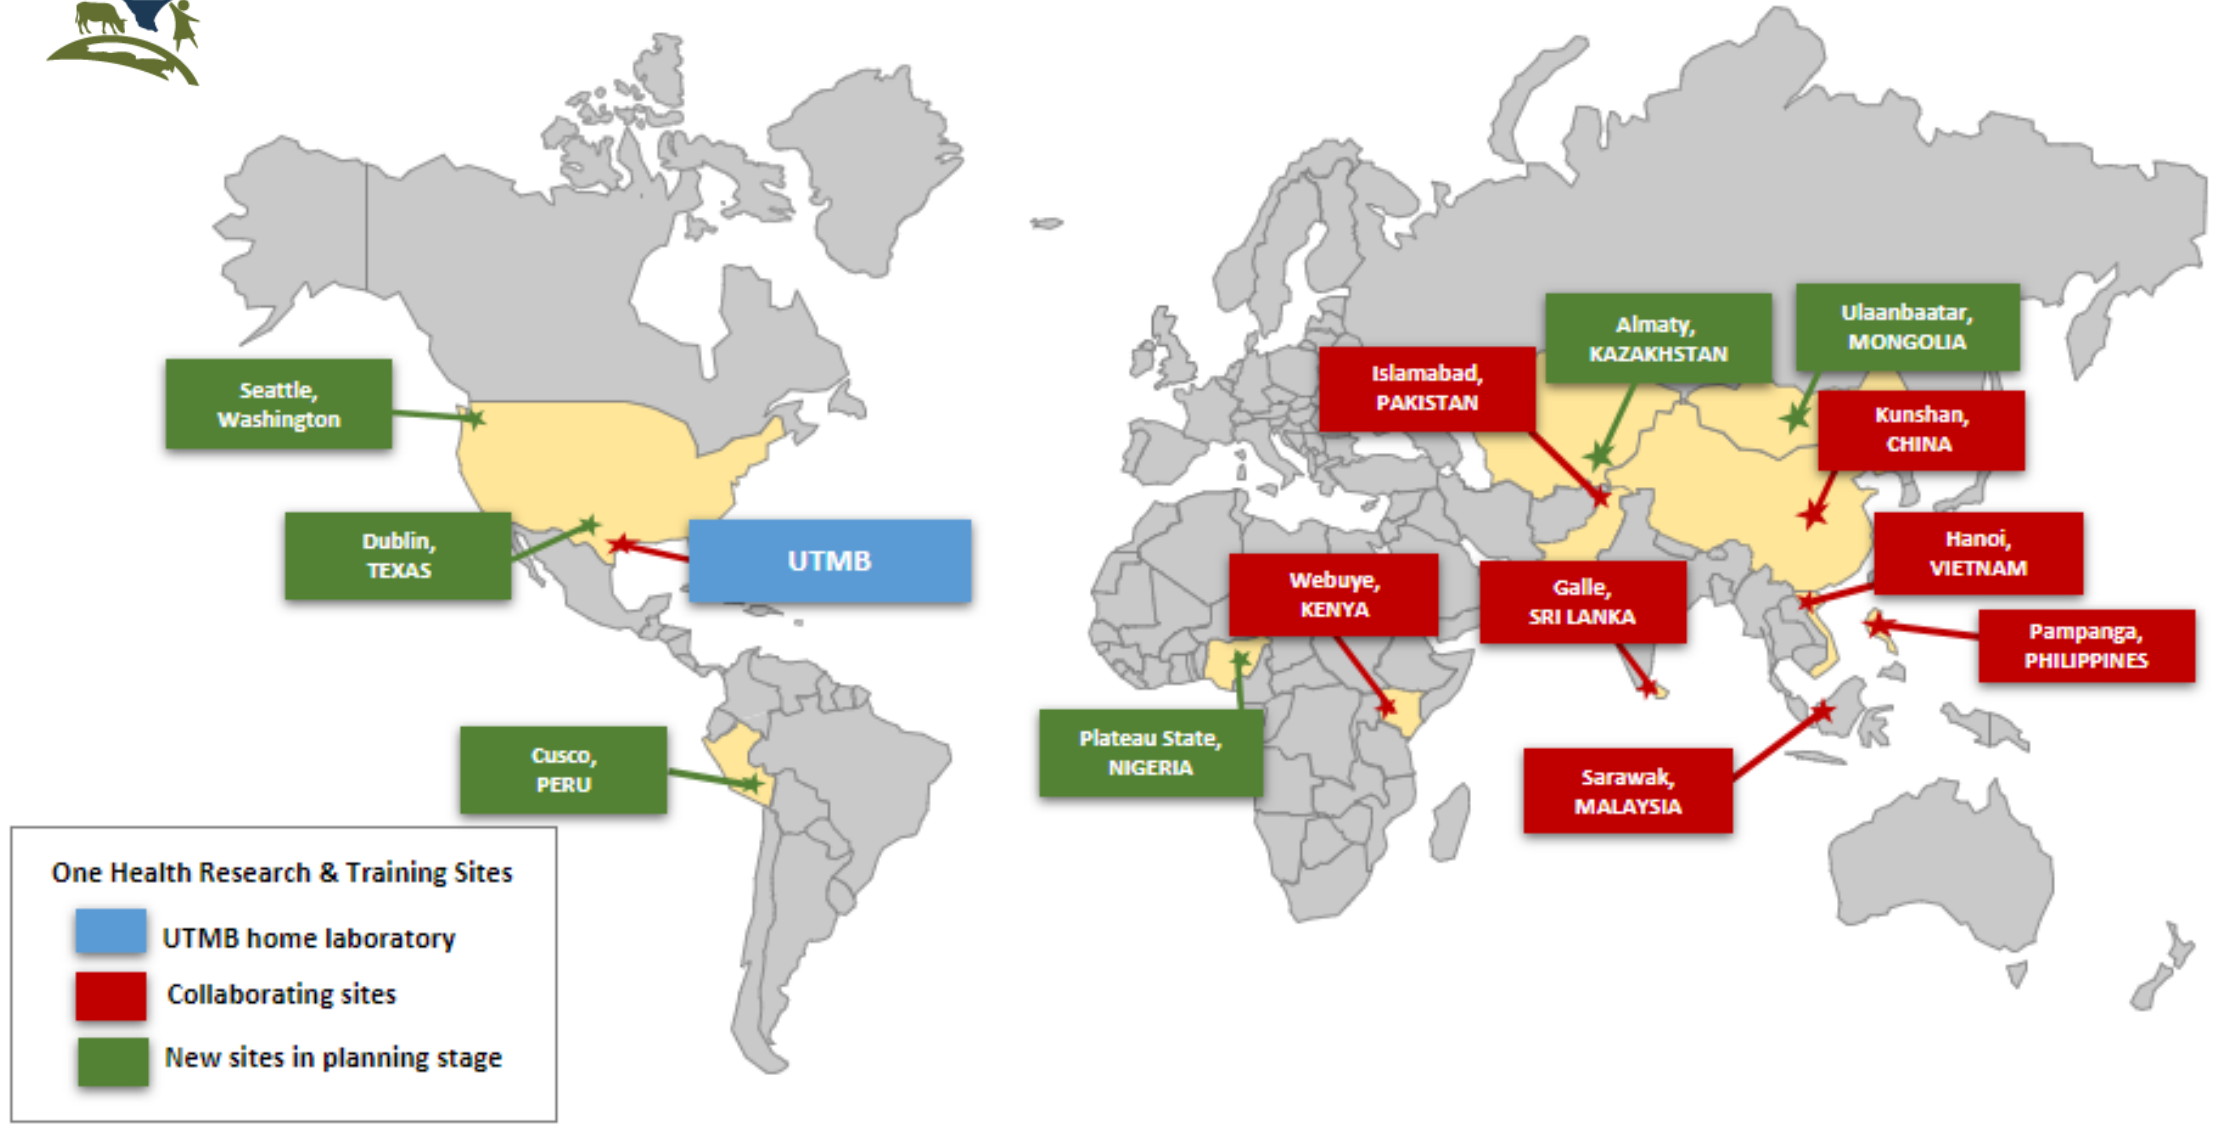 Seattle,
Washington
Dublin,
TEXAS
UTMB
Cusco,
PERU
Almaty,
KAZAKHSTAN
Ulaanbaatar,
MONGOLIA
Islamabad,
PAKISTAN
Kunshan,
CHINA
Hanoi,
VIETNAM
Webuye,
KENYA
Galle,
SRI LANKA
Pampanga,
PHILIPPINES
Plateau State,
NIGERIA
Sarawak,
MALAYSIA
One Health Research & Training Sites
UTMB home laboratory
Collaborating sites
New sites in planning stage